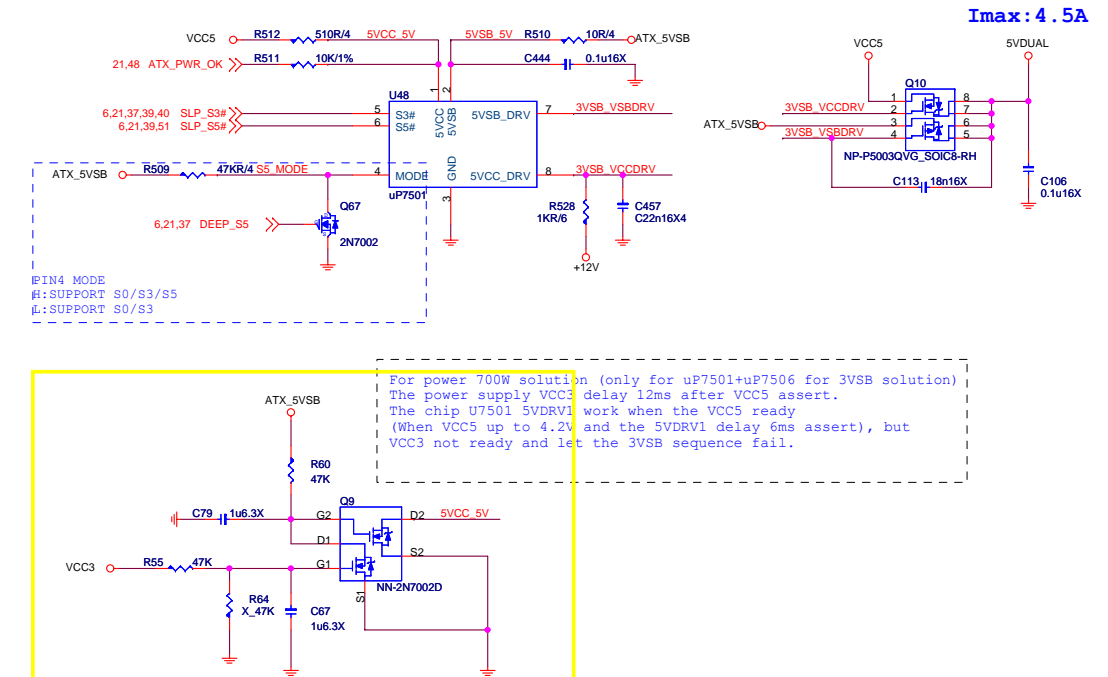 Imax:4.5A
VCC5 R512 510R/4 5VCC_5V 5VSB_5V R510 10R/4 ATX_5VSB
21,48 ATX_PWR_OK R511 10K/1% C444 0.1u16X
1 2
U48
6,21,37,39,40 SLP_S3# 5 S3# 5VCC 5VSB 5VSB_DRV 7 3VSB_VSBDRV
6,21,39,51 SLP_S5# 6 S5#
ATX_5VSB R509 47KR/4 S5_MODE 4 MODE GND 5VCC_DRV 8 3VSB_VCCDRV
uP7501
3
Q67
6,21,37 DEEP_S5
2N7002
R528
1KR/6
C457
C22n16X4
+12V
PIN4 MODE
H:SUPPORT S0/S3/S5
L:SUPPORT S0/S3
VCC5 5VDUAL
Q10
1 8
3VSB_VCCDRV 2 7
ATX_5VSB 3 6
3VSB_VSBDRV 4 5
NP-P5003QVG_SOIC8-RH
C113 18n16X
C106
0.1u16X
For power 700W solution (only for uP7501+uP7506 for 3VSB solution)
The power supply VCC3 delay 12ms after VCC5 assert.
The chip U7501 5VDRV1 work when the VCC5 ready
(When VCC5 up to 4.2V and the 5VDRV1 delay 6ms assert), but
VCC3 not ready and let the 3VSB sequence fail.
ATX_5VSB
R60
47K
Q9
C79 1u6.3X G2 D2 5VCC_5V
D1
S2
VCC3 R55 47K G1
NN-2N7002D
S1
R64
X_47K
C67
1u6.3X